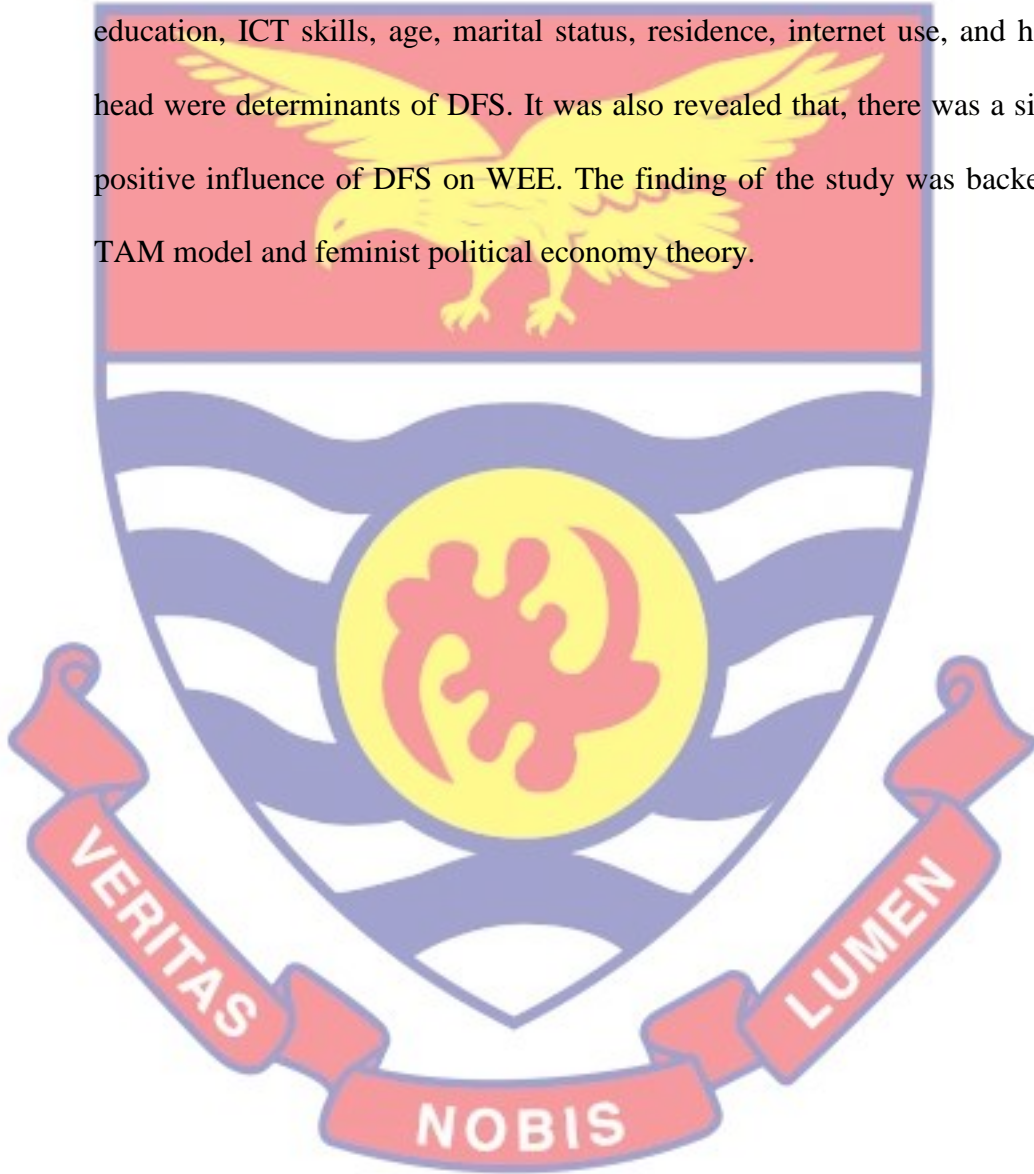 education, ICT skills, age, marital status, residence, internet use, and
head were determinants of DFS. It was also revealed that, there was a
positive influence of DFS on WEE. The finding of the study was
TAM model and feminist political economy theory.
VERITAS
NOBIS
LUMEN